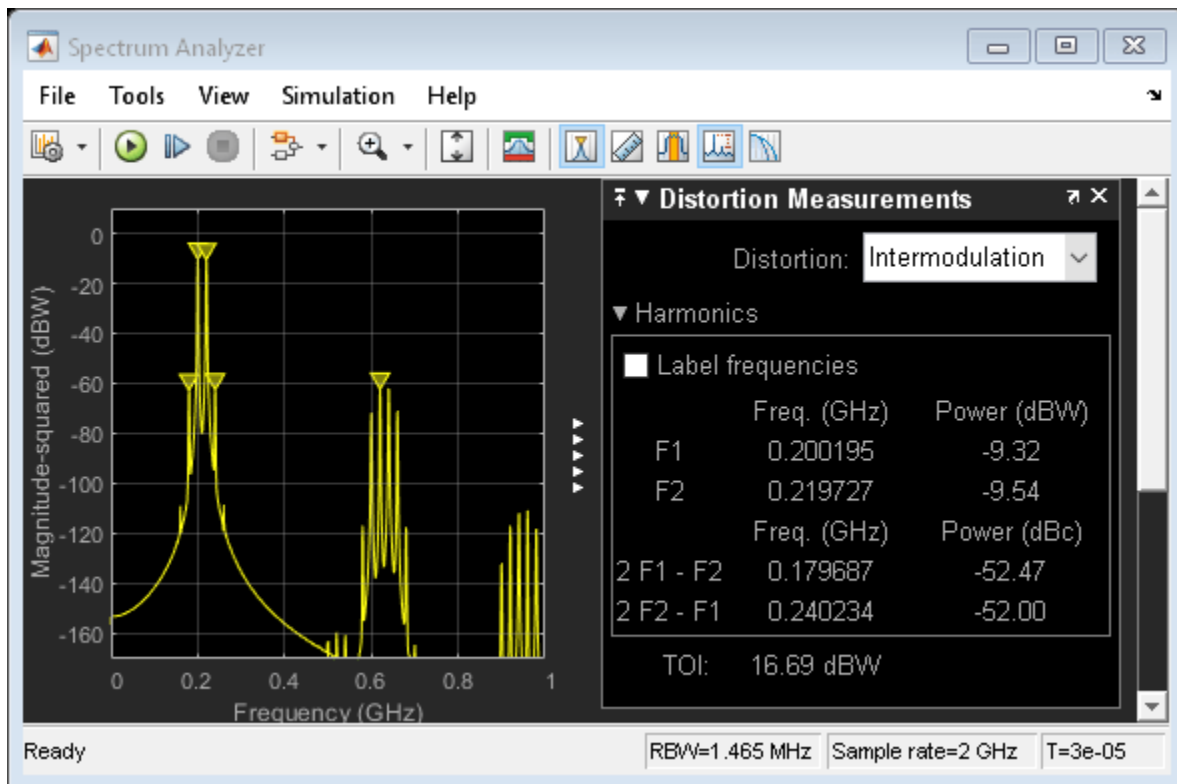 Spectrum Analyzer
File Tools View Simulation Help
0
-20
-40
-60
-80
-100
-120
-140
-160
Magnitude-squared (dBW)
0 0.2 0.4 0.6 0.8 1
Frequency (GHz)
Distortion Measurements
Distortion: Intermodulation
Harmonics
Label frequencies
Freq. (GHz) Power (dBW)
F1 0.200195 -9.32
F2 0.219727 -9.54
Freq. (GHz) Power (dBc)
2 F1 - F2 0.179687 -52.47
2 F2 - F1 0.240234 -52.00
TOI: 16.69 dBW
Ready RBW=1.465 MHz Sample rate=2 GHz T=3e-05